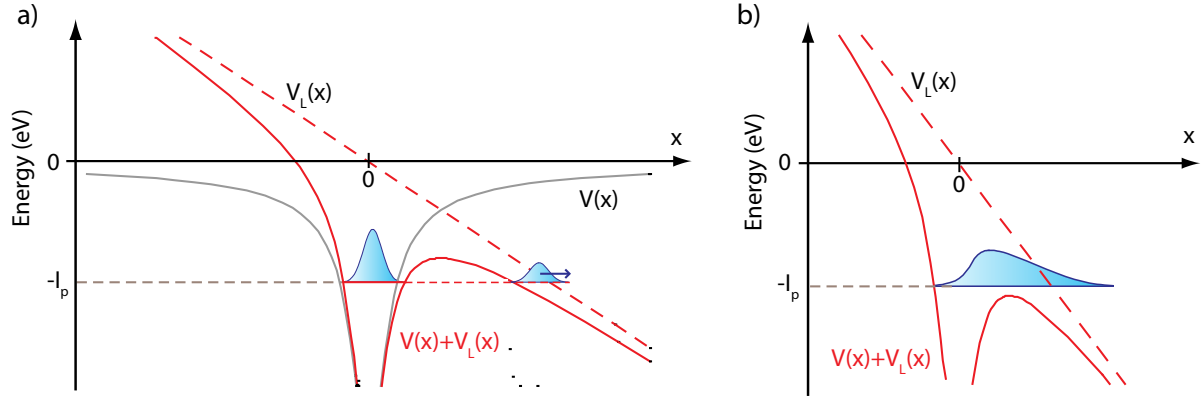 a)
Energy (eV)
V_L(x)
x
0
0
V(x)
-I_p
V(x)+V_L(x)
b)
Energy (eV)
V_L(x)
x
0
0
-I_p
V(x)+V_L(x)